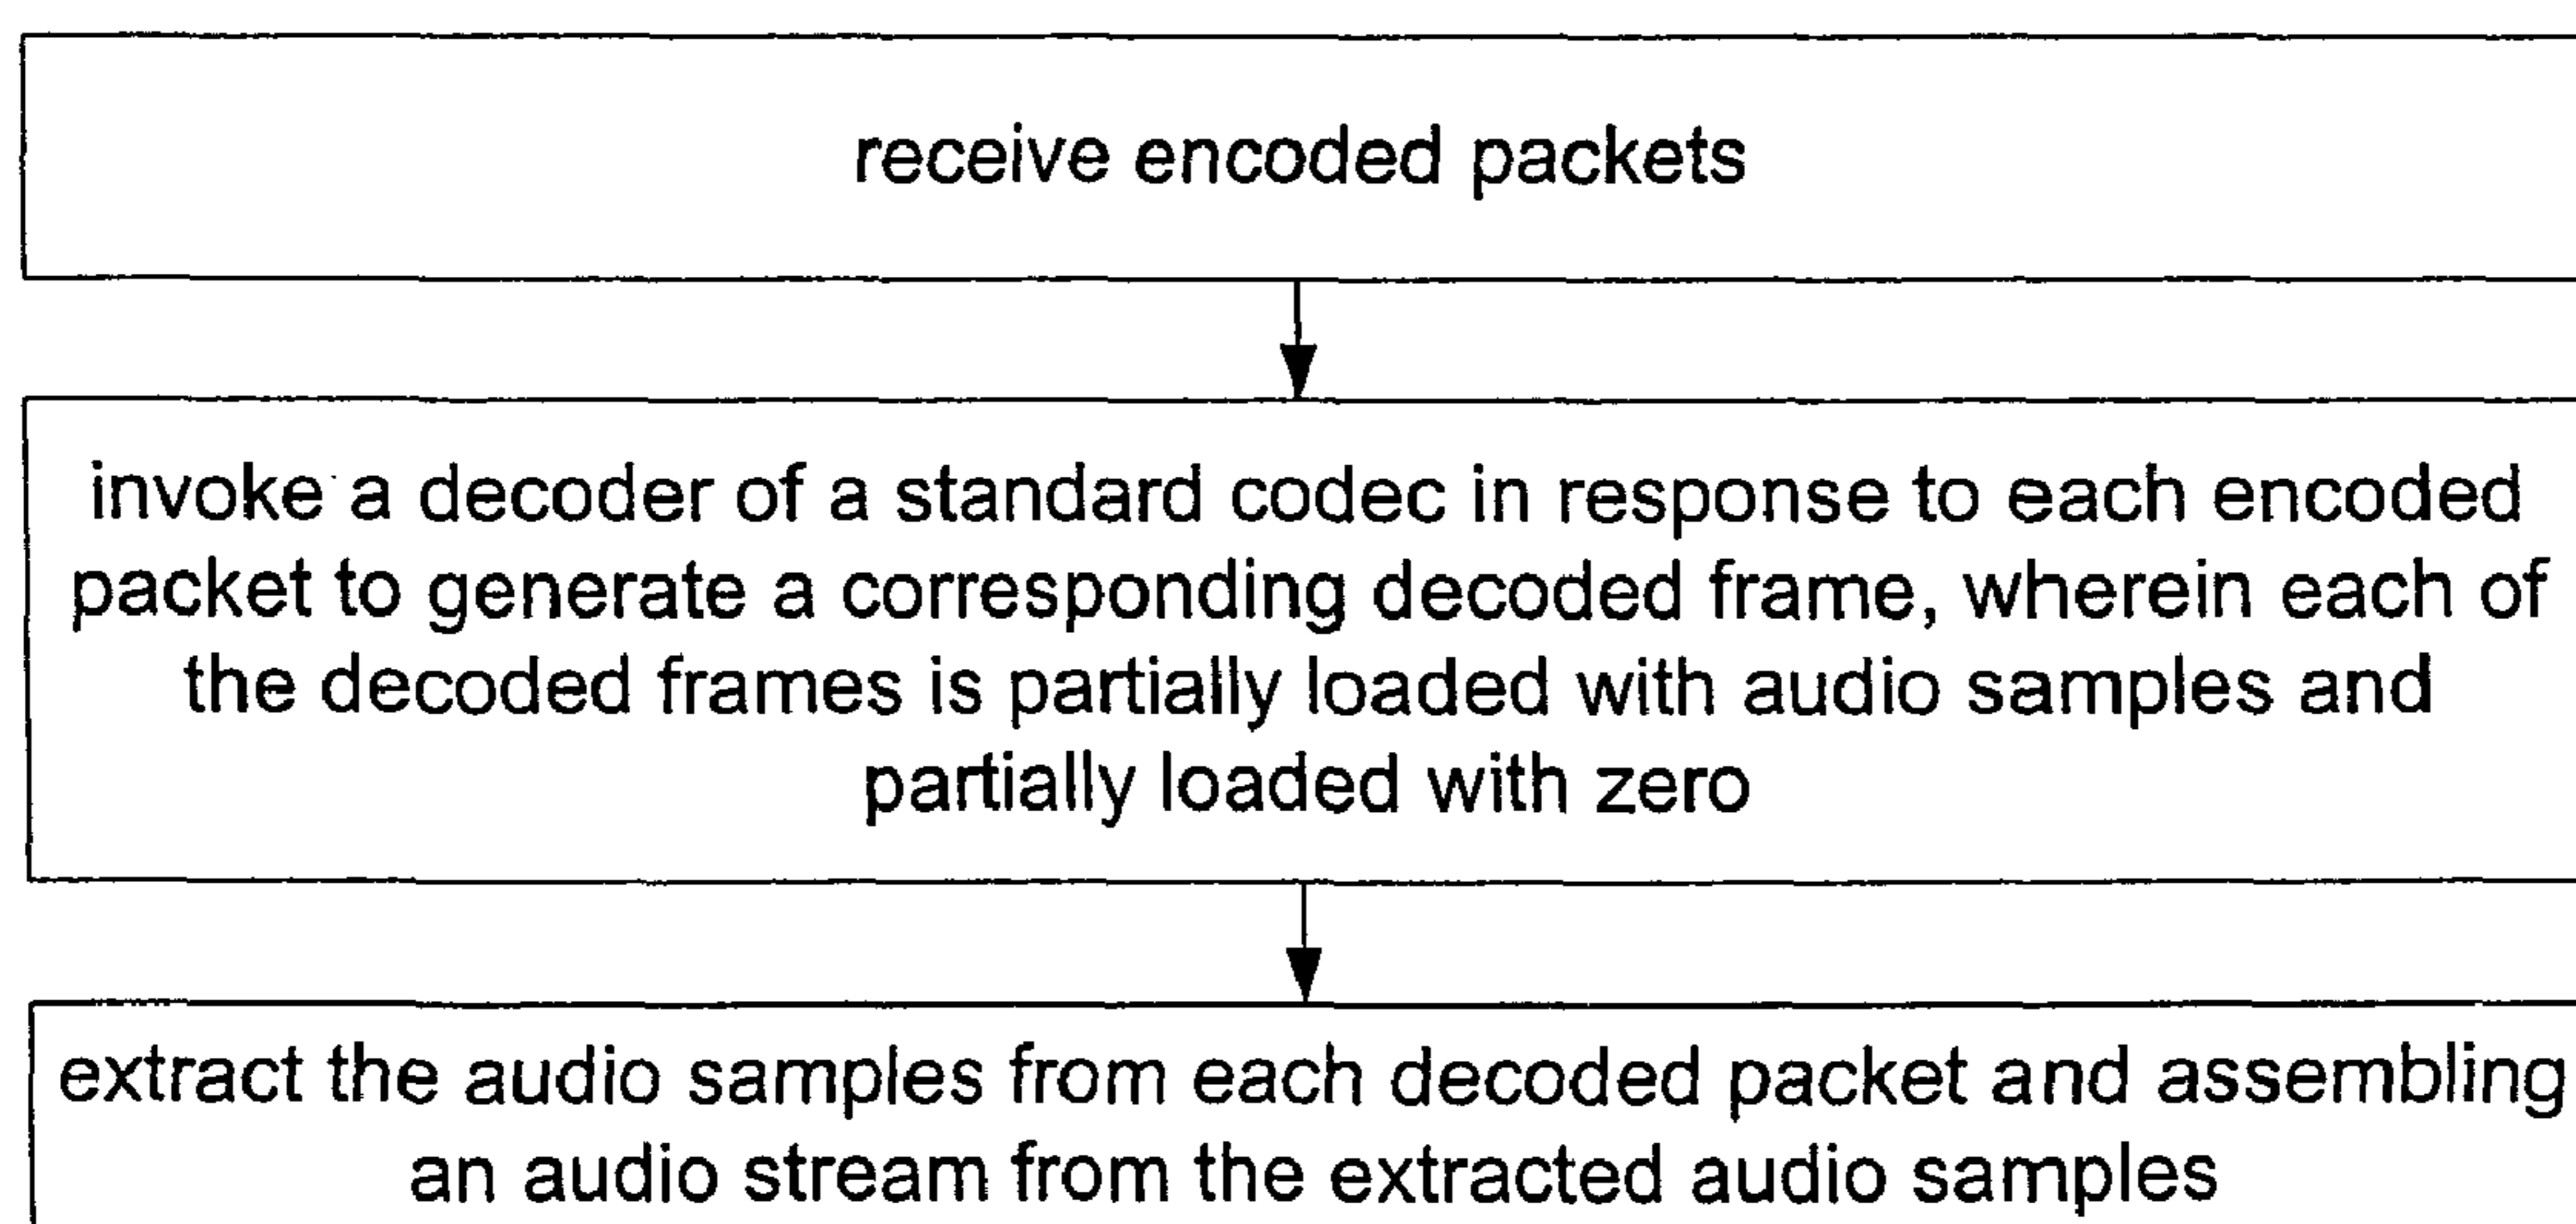 receive encoded packets
invoke a decoder of a standard codec in response to each encoded
packet to generate a corresponding decoded frame, wherein each of
the decoded frames is partially loaded with audio samples and
partially loaded with zero
extract the audio samples from each decoded packet and assembling
an audio stream from the extracted audio samples